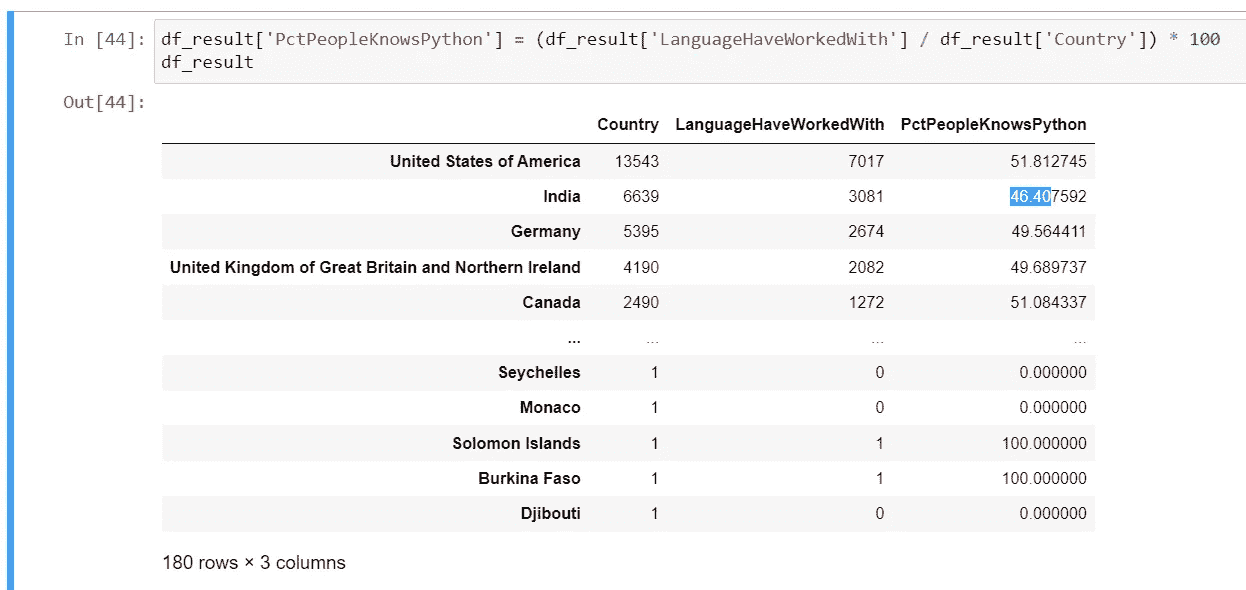 In [44]: df_result['PctPeopleKnowsPython'] = (df_result['LanguageHaveWorkedWith'] / df_result['Country']) * 100
df_result
Out[44]:
Country LanguageHaveWorkedWith PctPeopleKnowsPython
United States of America 13543 7017 51.812745
India 6639 3081 46.407592
Germany 5395 2674 49.564411
United Kingdom of Great Britain and Northern Ireland 4190 2082 49.689737
Canada 2490 1272 51.084337
... ... ... ...
Seychelles 1 0 0.000000
Monaco 1 0 0.000000
Solomon Islands 1 1 100.000000
Burkina Faso 1 1 100.000000
Djibouti 1 0 0.000000
180 rows × 3 columns